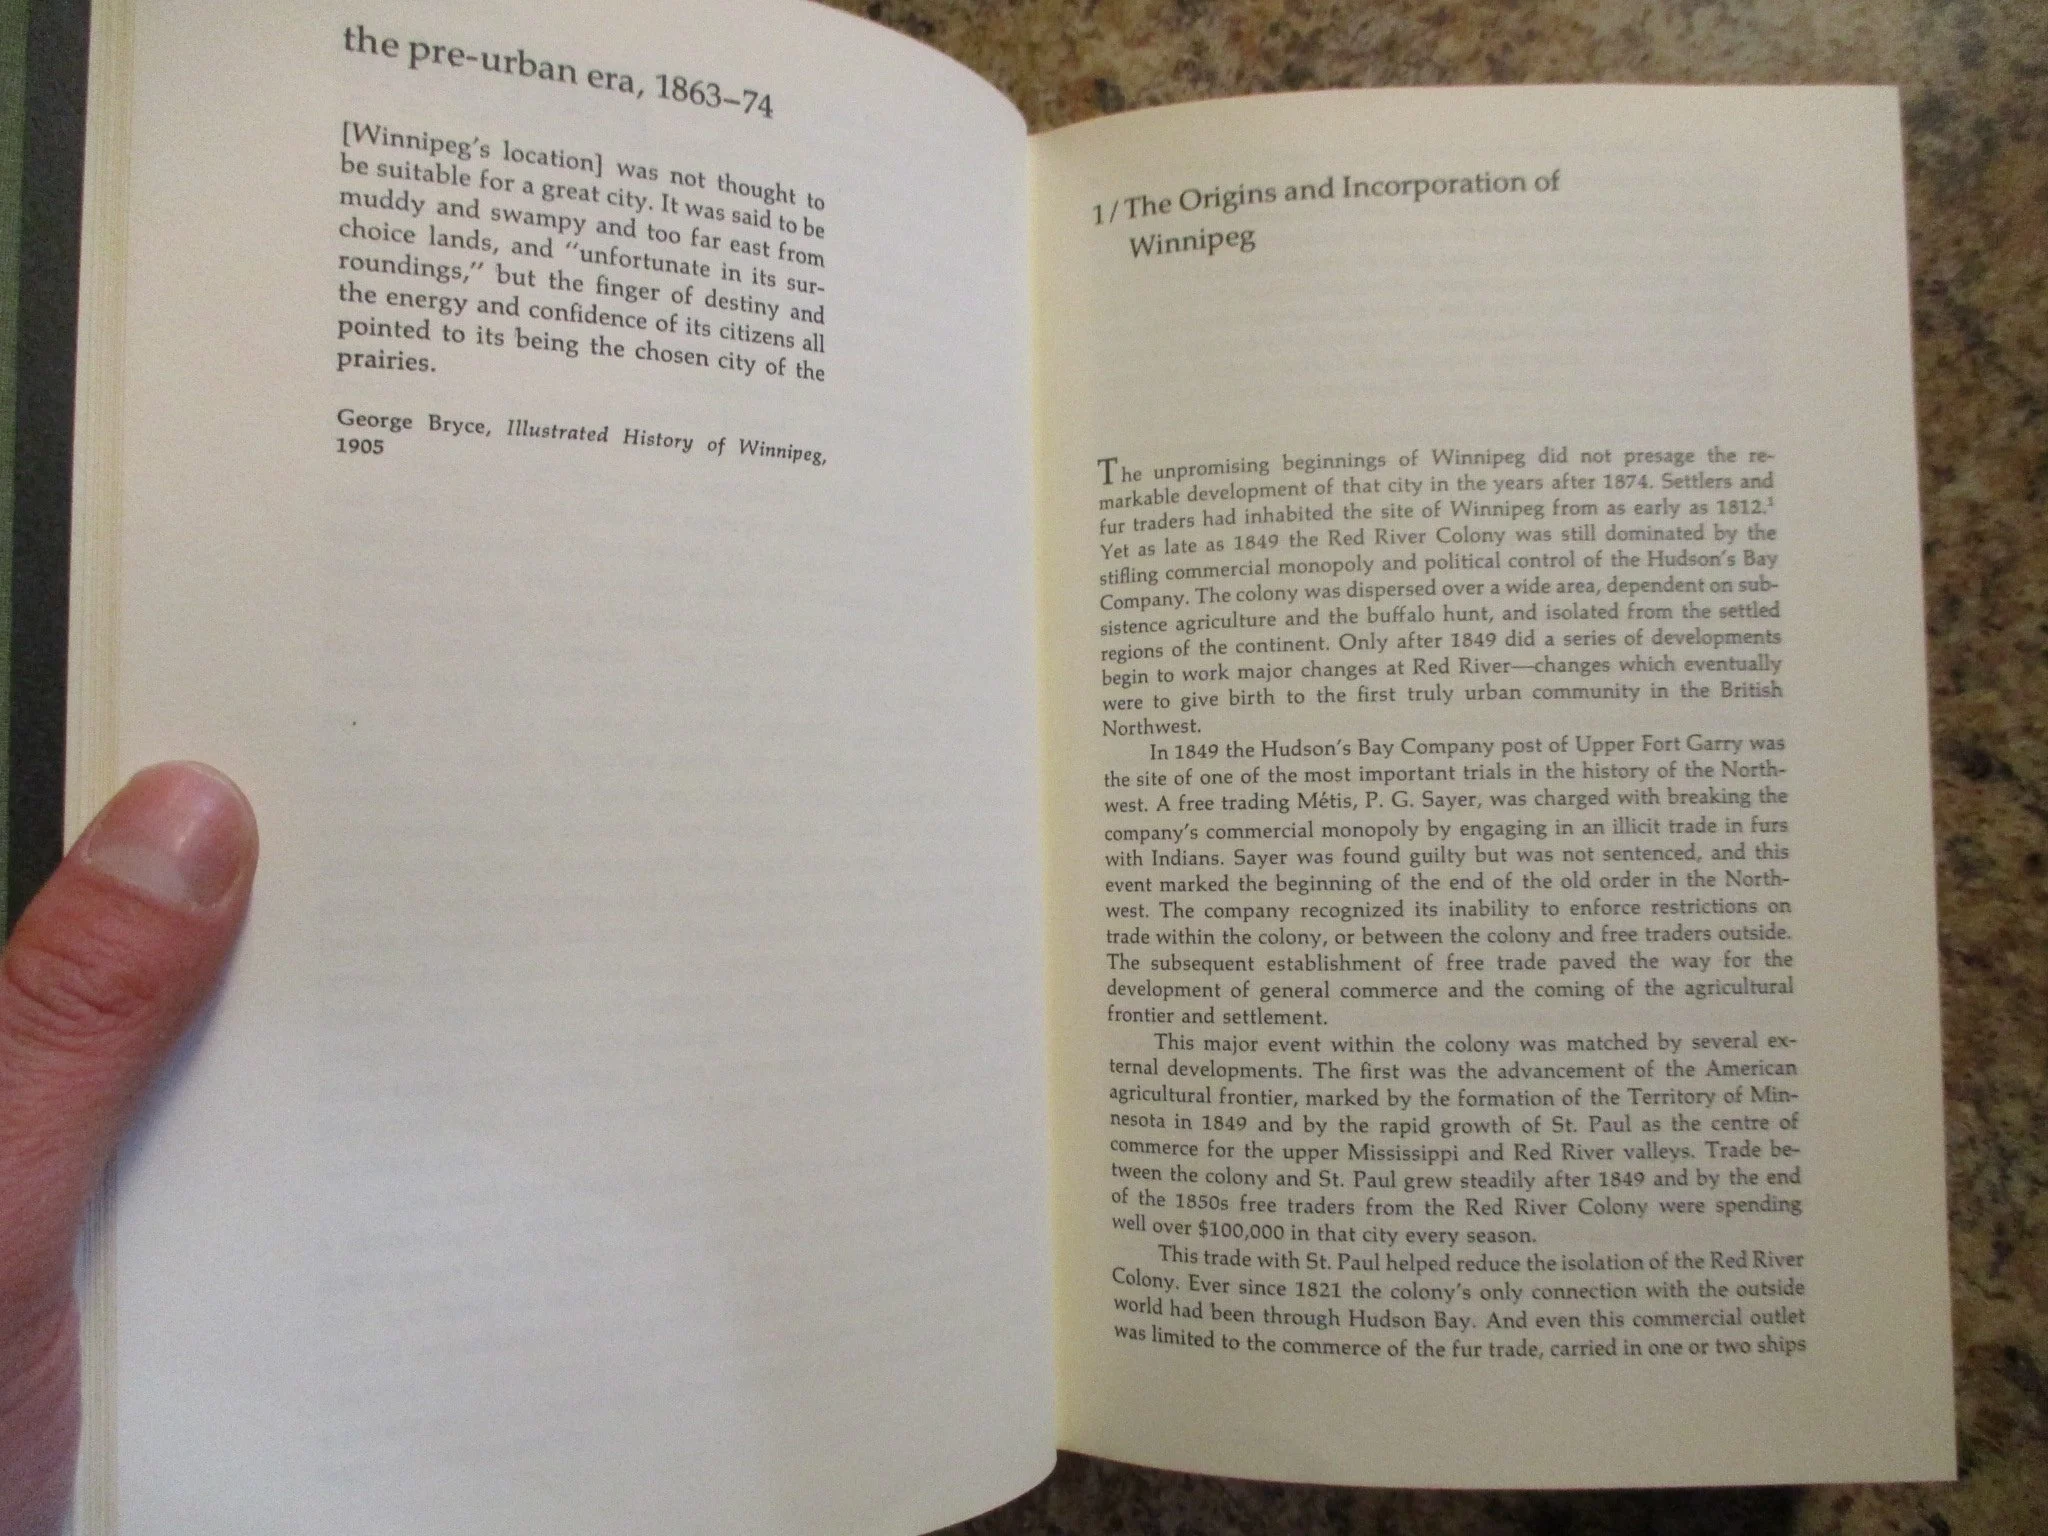 the pre-urban era, 1863–74
[Winnipeg's location] was not thought to
be suitable for a great city. It was said to be
muddy and swampy and too far east from
choice lands, and "unfortunate in its sur-
roundings," but the finger of destiny and
the energy and confidence of its citizens all
pointed to its being the chosen city of the
prairies.
George Bryce, Illustrated History of Winnipeg,
1905
1/The Origins and Incorporation of
Winnipeg
The unpromising beginnings of Winnipeg did not presage the re-
markable development of that city in the years after 1874. Settlers and
fur traders had inhabited the site of Winnipeg from as early as 1812.¹
Yet as late as 1849 the Red River Colony was still dominated by the
stifling commercial monopoly and political control of the Hudson's Bay
Company. The colony was dispersed over a wide area, dependent on sub-
sistence agriculture and the buffalo hunt, and isolated from the settled
regions of the continent. Only after 1849 did a series of developments
begin to work major changes at Red River—changes which eventually
were to give birth to the first truly urban community in the British
Northwest.
In 1849 the Hudson's Bay Company post of Upper Fort Garry was
the site of one of the most important trials in the history of the North-
west. A free trading Métis, P. G. Sayer, was charged with breaking the
company's commercial monopoly by engaging in an illicit trade in furs
with Indians. Sayer was found guilty but was not sentenced, and this
event marked the beginning of the end of the old order in the North-
west. The company recognized its inability to enforce restrictions on
trade within the colony, or between the colony and free traders outside.
The subsequent establishment of free trade paved the way for the
development of general commerce and the coming of the agricultural
frontier and settlement.
This major event within the colony was matched by several ex-
ternal developments. The first was the advancement of the American
agricultural frontier, marked by the formation of the Territory of Min-
nesota in 1849 and by the rapid growth of St. Paul as the centre of
commerce for the upper Mississippi and Red River valleys. Trade be-
tween the colony and St. Paul grew steadily after 1849 and by the end
of the 1850s free traders from the Red River Colony were spending
well over $100,000 in that city every season.
This trade with St. Paul helped reduce the isolation of the Red River
Colony. Ever since 1821 the colony's only connection with the outside
world had been through Hudson Bay. And even this commercial outlet
was limited to the commerce of the fur trade, carried in one or two ships